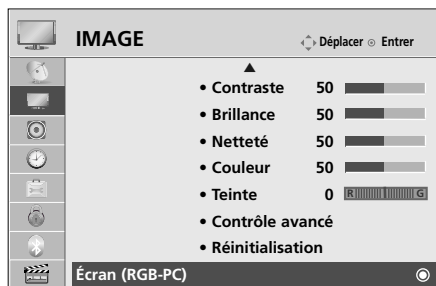 IMAGE
Déplacer Entrer
• Contraste 50
• Brillance 50
• Netteté 50
• Couleur 50
• Teinte 0 R G
• Contrôle avancé
• Réinitialisation
Écran (RGB-PC)